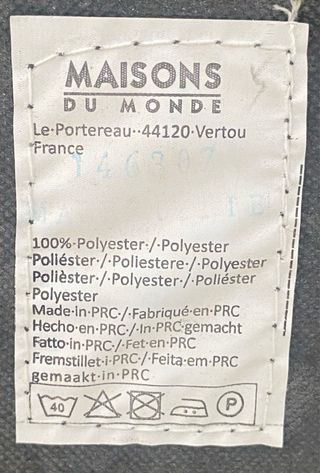 MAISONS
DU MONDE
Le·Portereau··44120·Vertou
France
100%·Polyester·/·Polyester
Poliéster·/·Poliestere·/·Polyester
Polièster·/·Polyester·/·Poliéster
Polyester
Made·in·PRC·/·Fabriqué·en·PRC
Hecho·en·PRC·/·In·PRC·gemacht
Fatto·in·PRC·/·Fet·en·PRC
Fremstillet·i·PRC·/·Feita·em·PRC
gemaakt·in·PRC
40 P